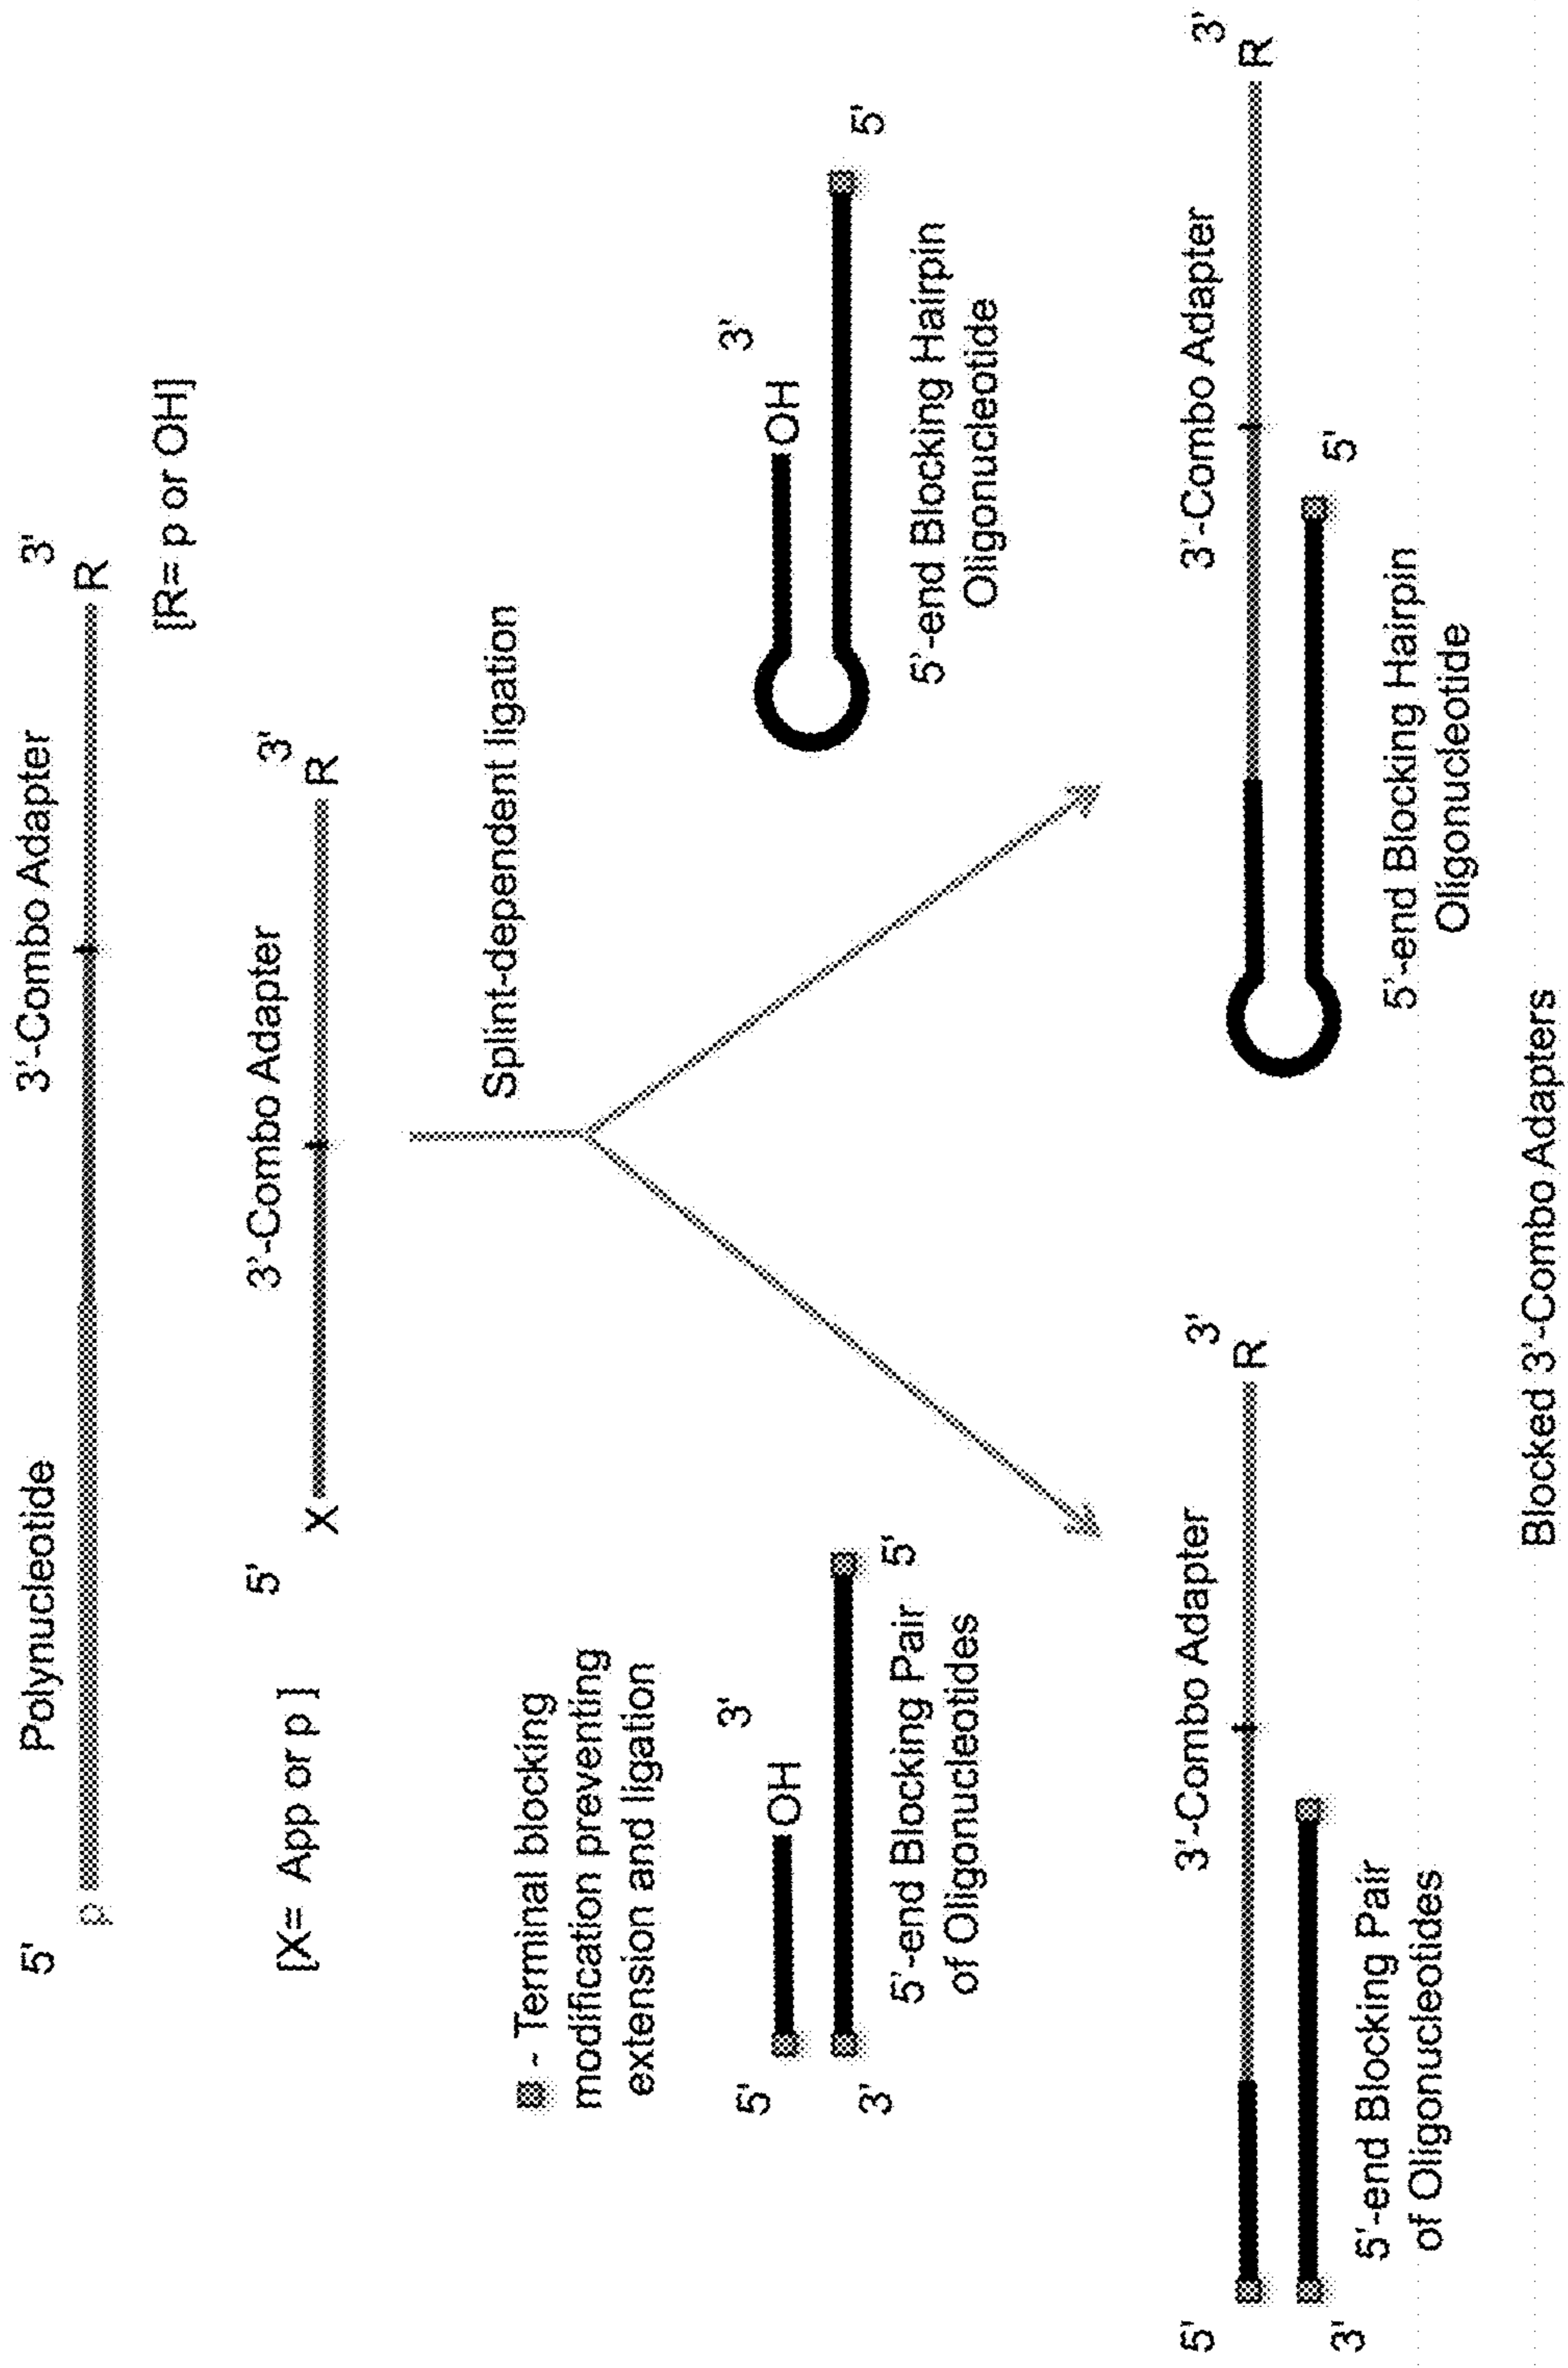 Polynucleotide
3'-Combo Adapter
5'
3'
p
R
[R= p or OH]
5'
3'-Combo Adapter
3'
X
R
[X= App or p ]
Splint-dependent ligation
- Terminal blocking
modification preventing
extension and ligation
5'
3'
OH
3'
5'
5'-end Blocking Pair
of Oligonucleotides
3'
OH
5'
5'-end Blocking Hairpin
Oligonucleotide
5'
3'-Combo Adapter
3'
R
3'
5'-end Blocking Pair
of Oligonucleotides
3'-Combo Adapter
3'
R
5'
5'-end Blocking Hairpin
Oligonucleotide
Blocked 3'-Combo Adapters